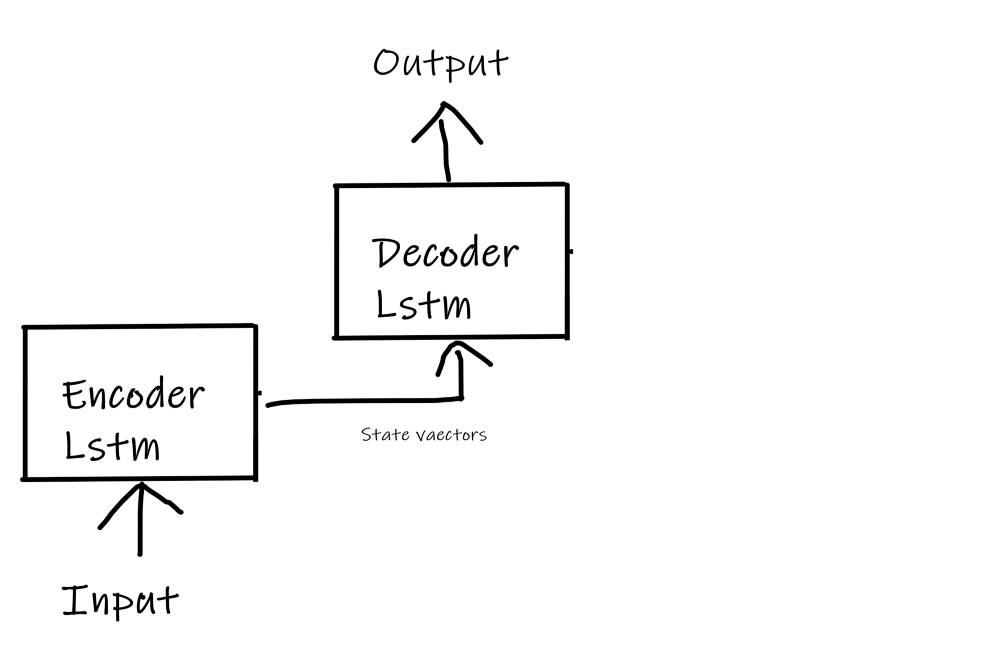 Output
Decoder
Lstm
Encoder
Lstm
State vaectors
Input